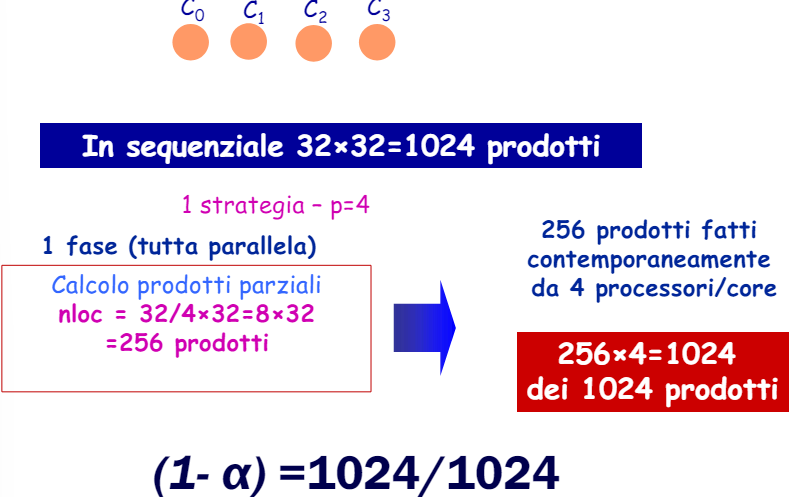 C0 C1 C2 C3
In sequenziale 32×32=1024 prodotti
1 strategia – p=4
1 fase (tutta parallela)
Calcolo prodotti parziali
nloc = 32/4×32=8×32
=256 prodotti
256 prodotti fatti
contemporaneamente
da 4 processori/core
256×4=1024
dei 1024 prodotti
(1- α) =1024/1024